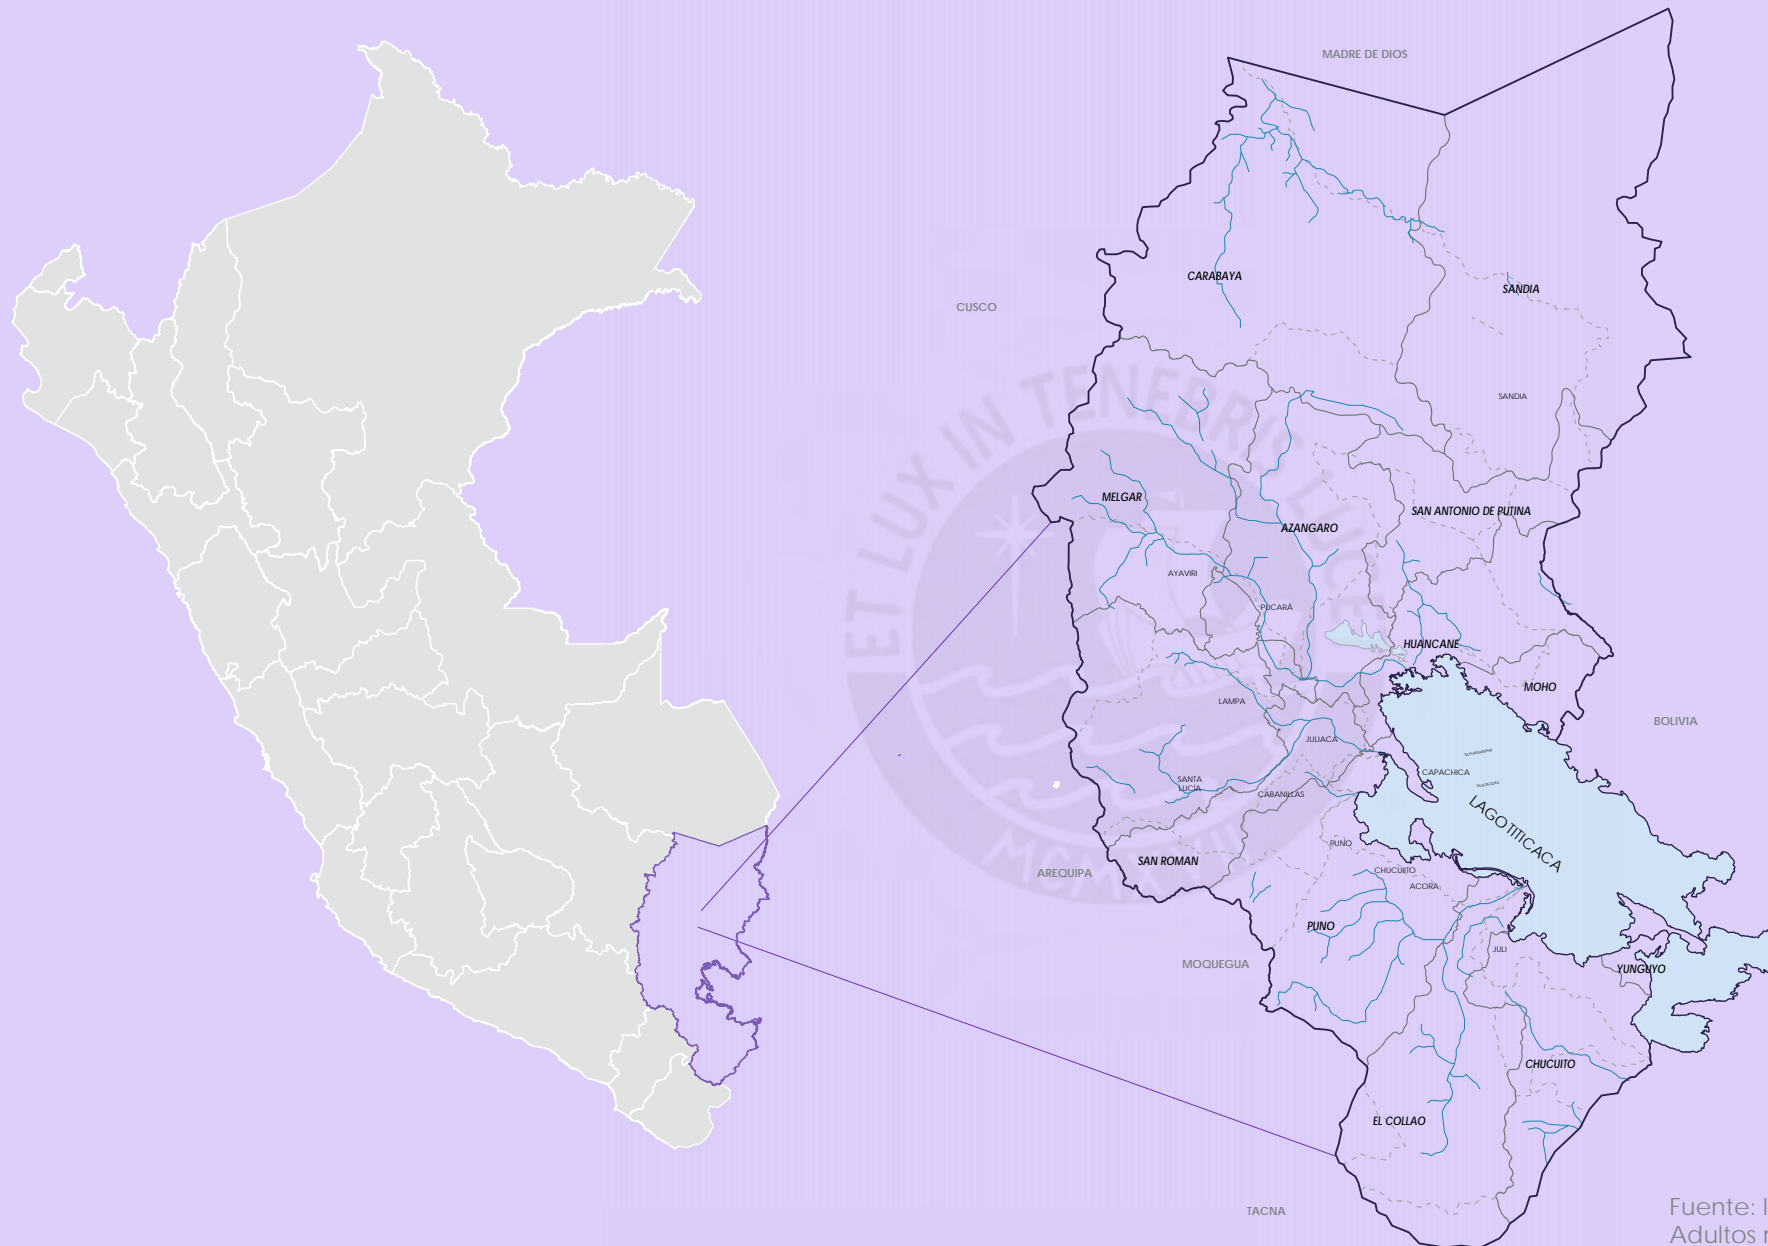 MADRE DE DIOS
CARABAYA
SANDIA
CUSCO
SANDIA
MELGAR
SAN ANTONIO DE PUTINA
AZANGARO
AYAVIRI
PUCARÁ
HUANCANE
MOHO
LAMPA
BOLIVIA
JULIACA
CAPACHICA
SANTA
LUCÍA
CABANILLAS
LAGO TITICACA
PUNO
SAN ROMAN
AREQUIPA
CHUCUITO
ACORA
PUNO
JULI
MOQUEGUA
YUNGUYO
CHUCUITO
EL COLLAO
TACNA
Fuente:
Adultos
ET LUX IN TENEBRIS LUCET